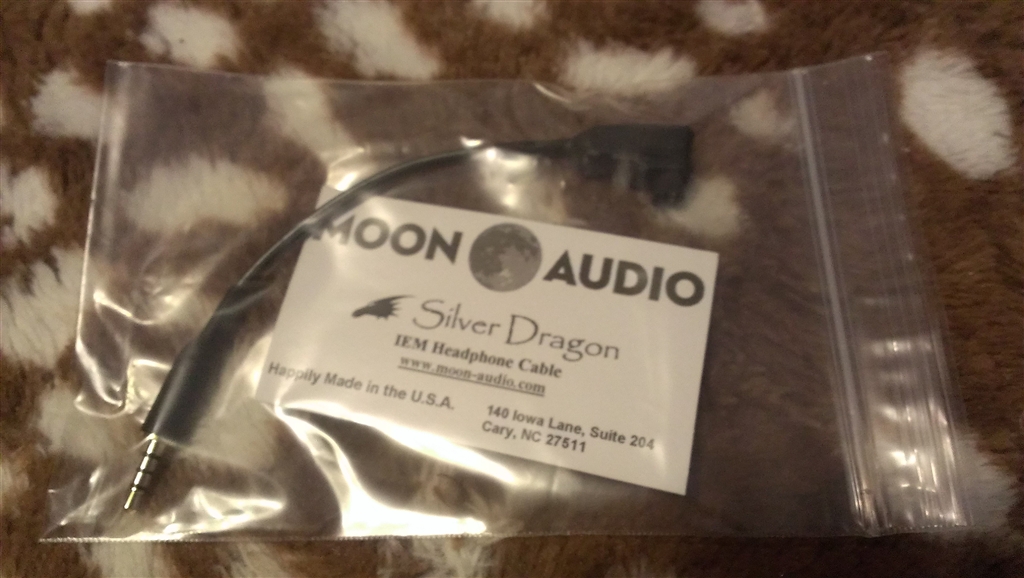 MOON AUDIO
Silver Dragon
IEM Headphone Cable
www.moon-audio.com
Happily Made in the U.S.A.
140 Iowa Lane, Suite 204
Cary, NC 27511